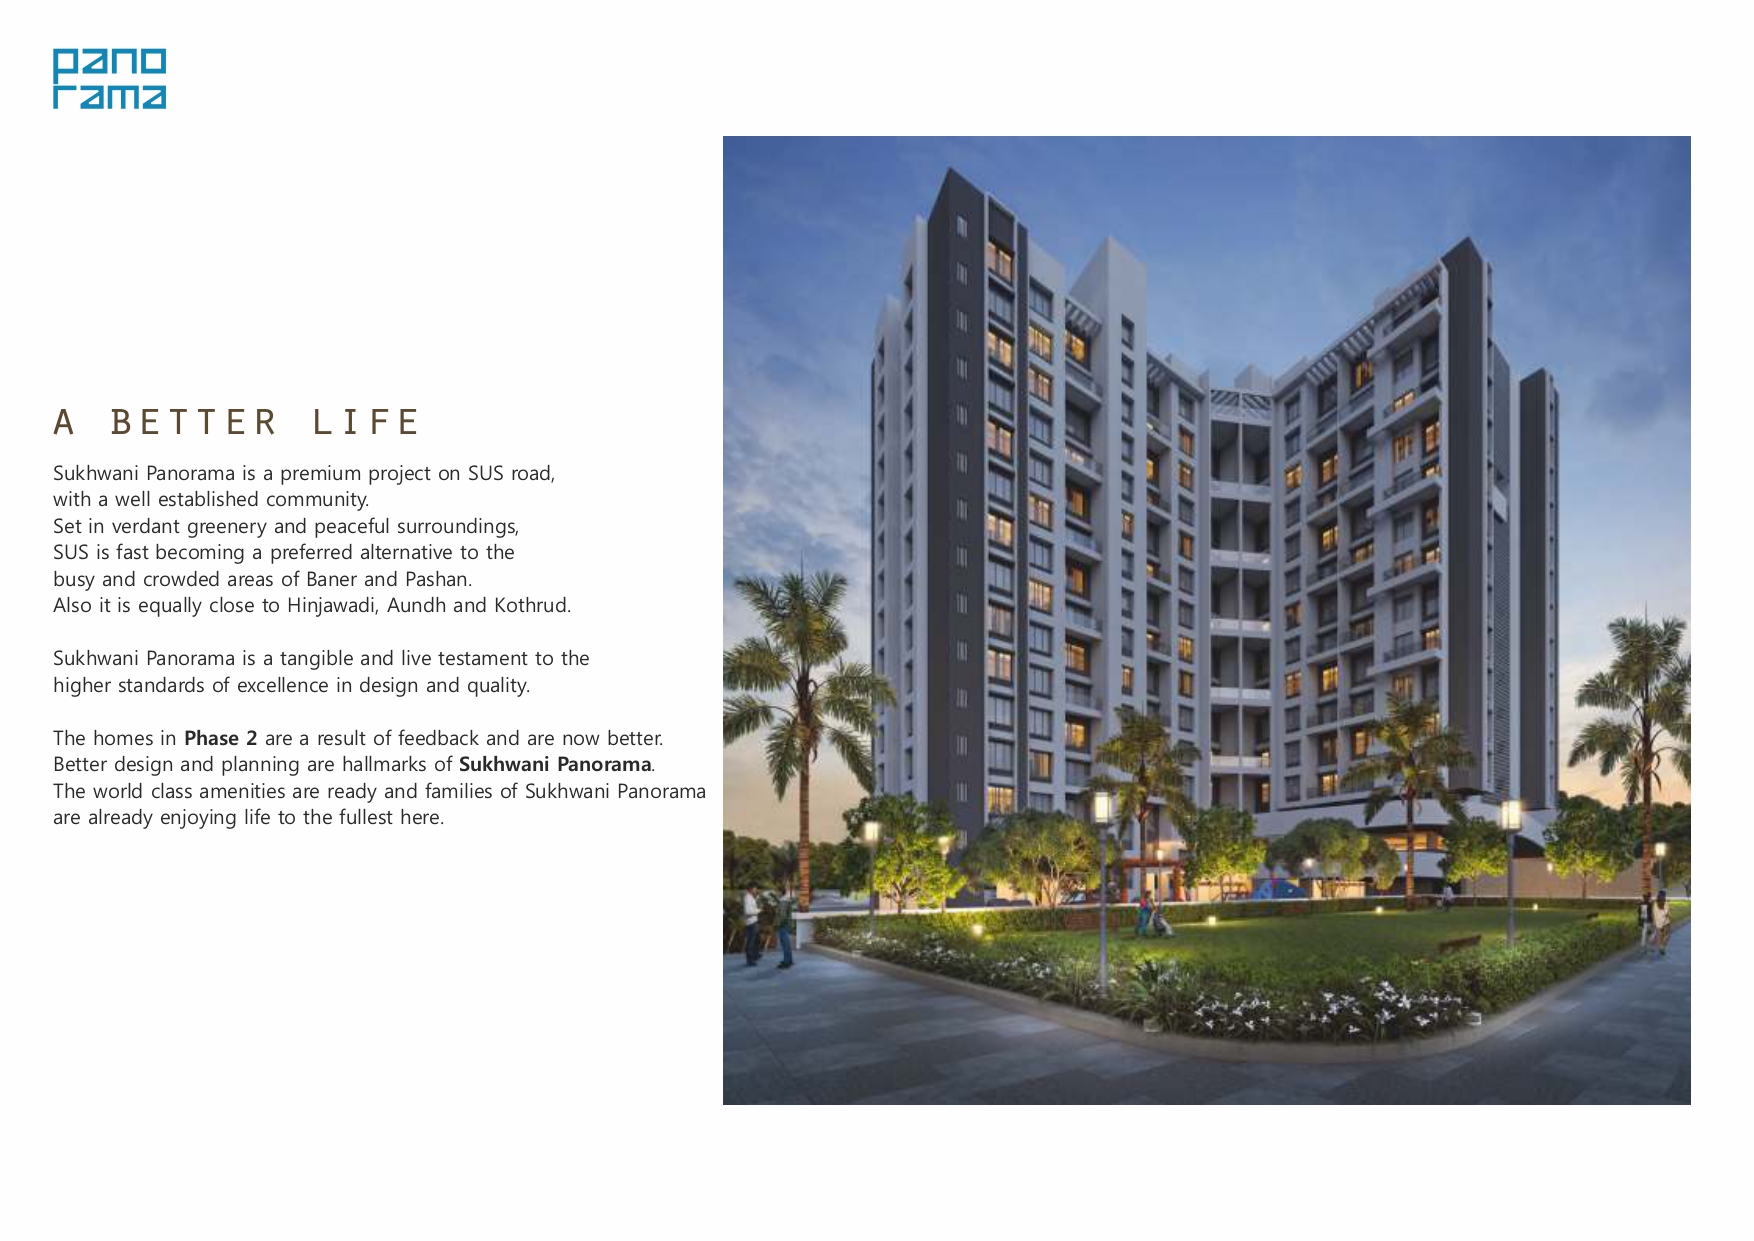 pano
rama
A BETTER LIFE
Sukhwani Panorama is a premium project on SUS road,
with a well established community.
Set in verdant greenery and peaceful surroundings,
SUS is fast becoming a preferred alternative to the
busy and crowded areas of Baner and Pashan.
Also it is equally close to Hinjawadi, Aundh and Kothrud.
Sukhwani Panorama is a tangible and live testament to the
higher standards of excellence in design and quality.
The homes in Phase 2 are a result of feedback and are now better.
Better design and planning are hallmarks of Sukhwani Panorama.
The world class amenities are ready and families of Sukhwani Panorama
are already enjoying life to the fullest here.